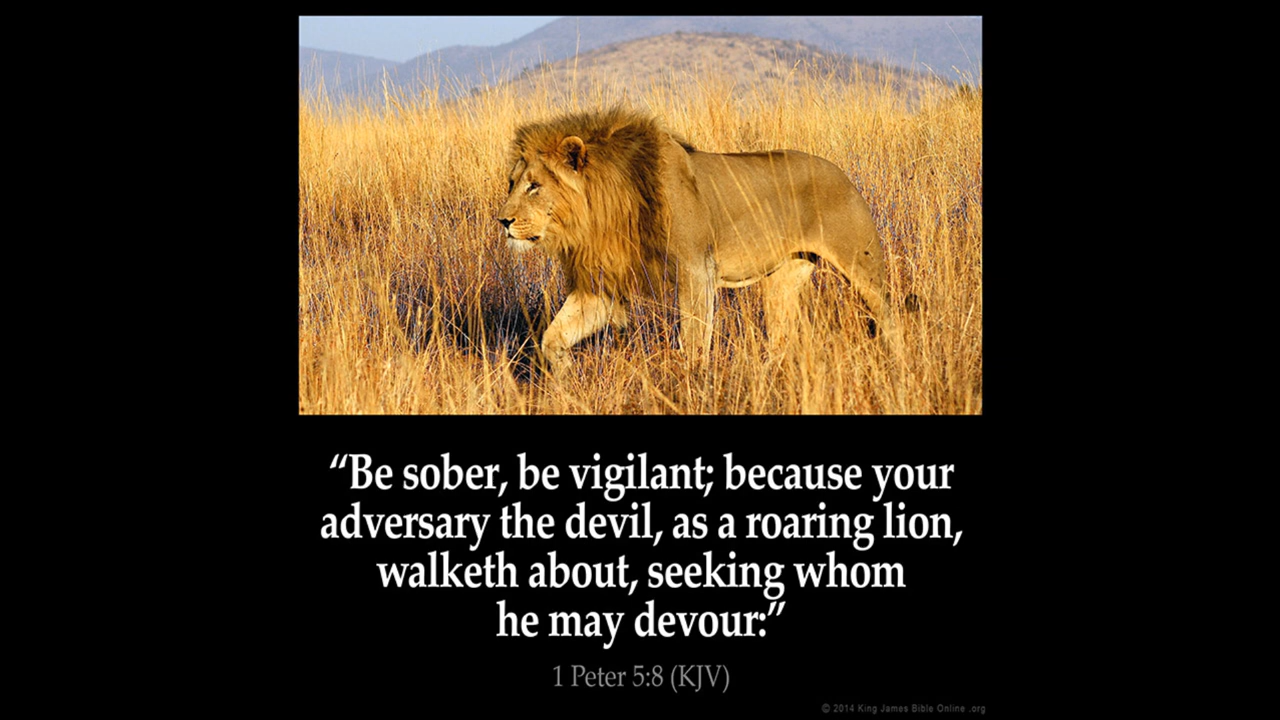 “Be sober, be vigilant; because your
adversary the devil, as a roaring lion,
walketh about, seeking whom
he may devour:”
1 Peter 5:8 (KJV)
© 2014 King James Bible Online .org